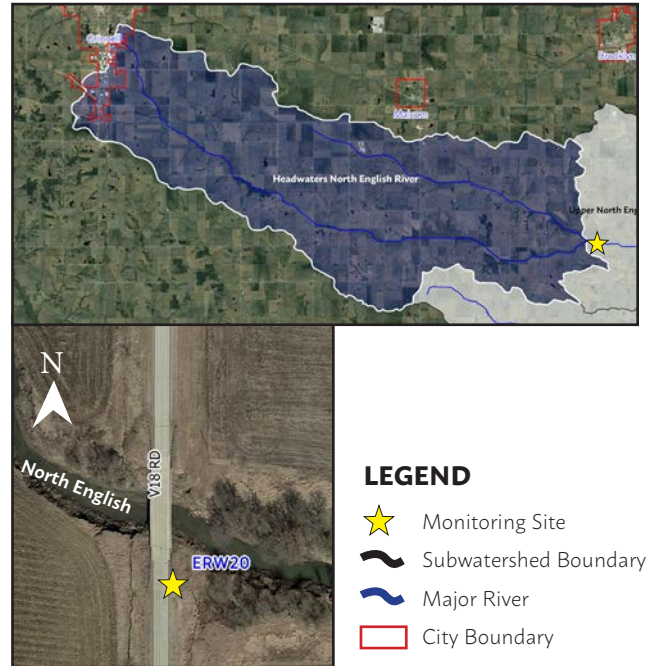 Grinnell
Brooklyn
Malcom
Headwaters North English River
Upper North Eng
N
North English
V18 RD
ERW20
LEGEND
Monitoring Site
Subwatershed Boundary
Major River
City Boundary